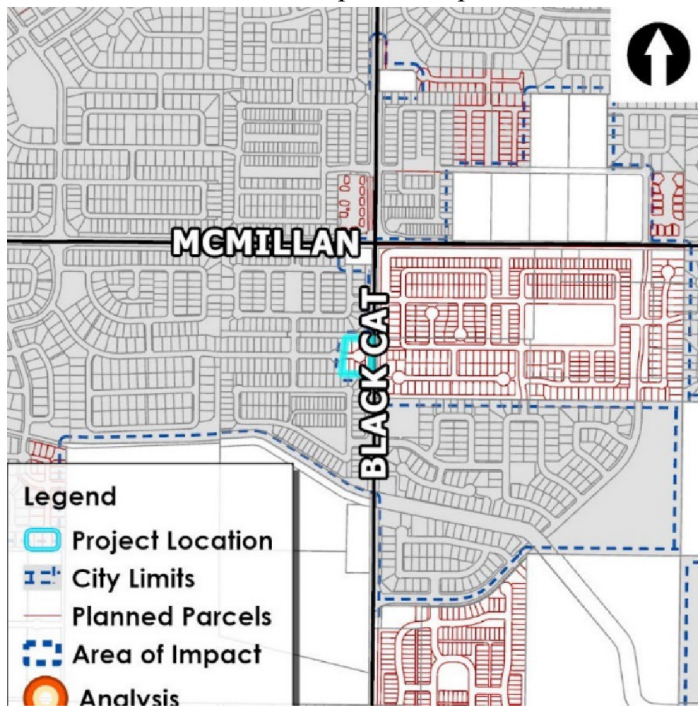 MCMILLAN
BLACK CAT
Legend
Project Location
City Limits
Planned Parcels
Area of Impact
Analysis